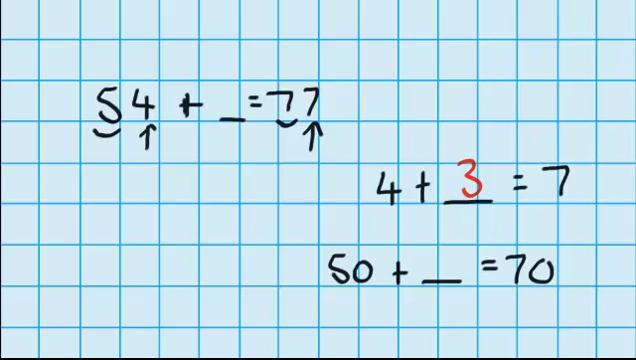 54 + _ = 77
4 + 3 = 7
50 + _ = 70